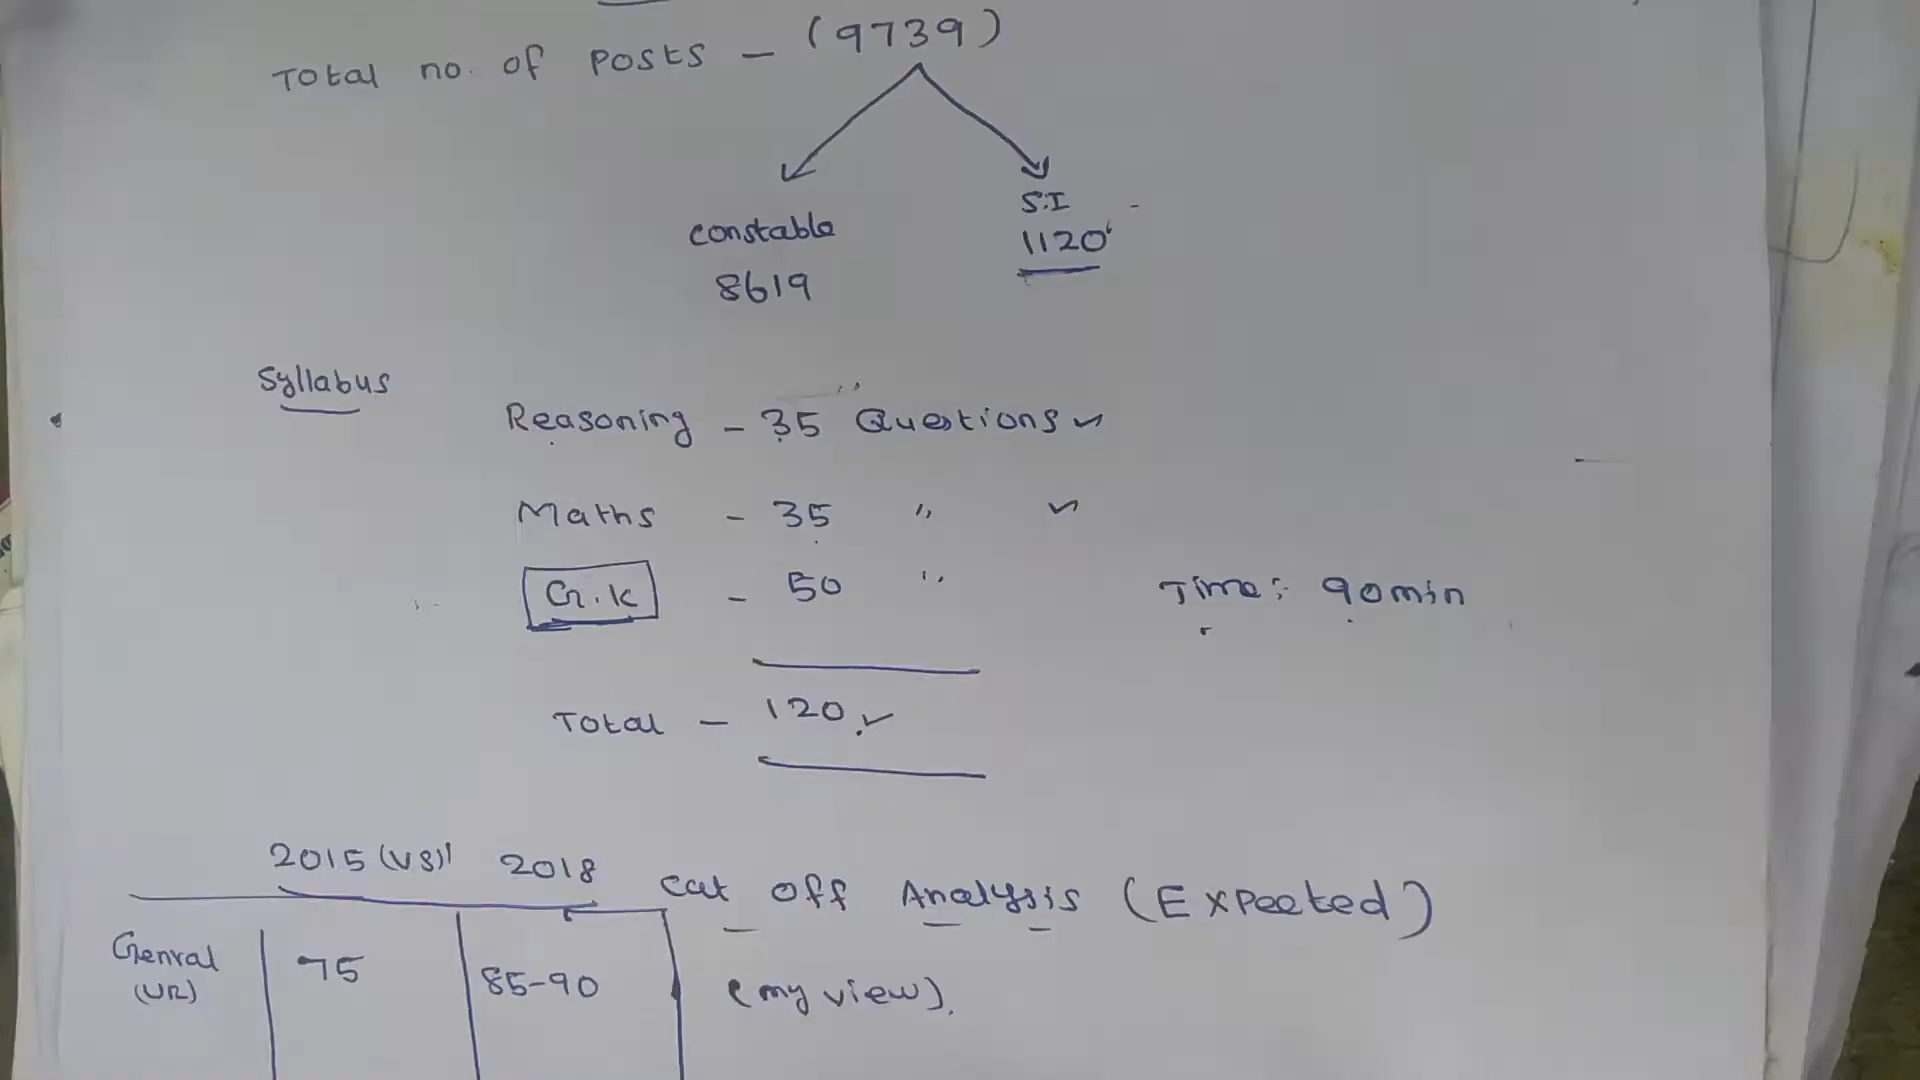 Total no. of Posts - (9739)
Constable
8619
S.I
1120
Syllabus
Reasoning - 35 Questions
Maths - 35 "
G.K - 50 "
Time: 90min
Total - 120
2015 (VS) 2018
Cut Off Analysis (Expected)
(my view).
Genral
(UR)
75
85-90